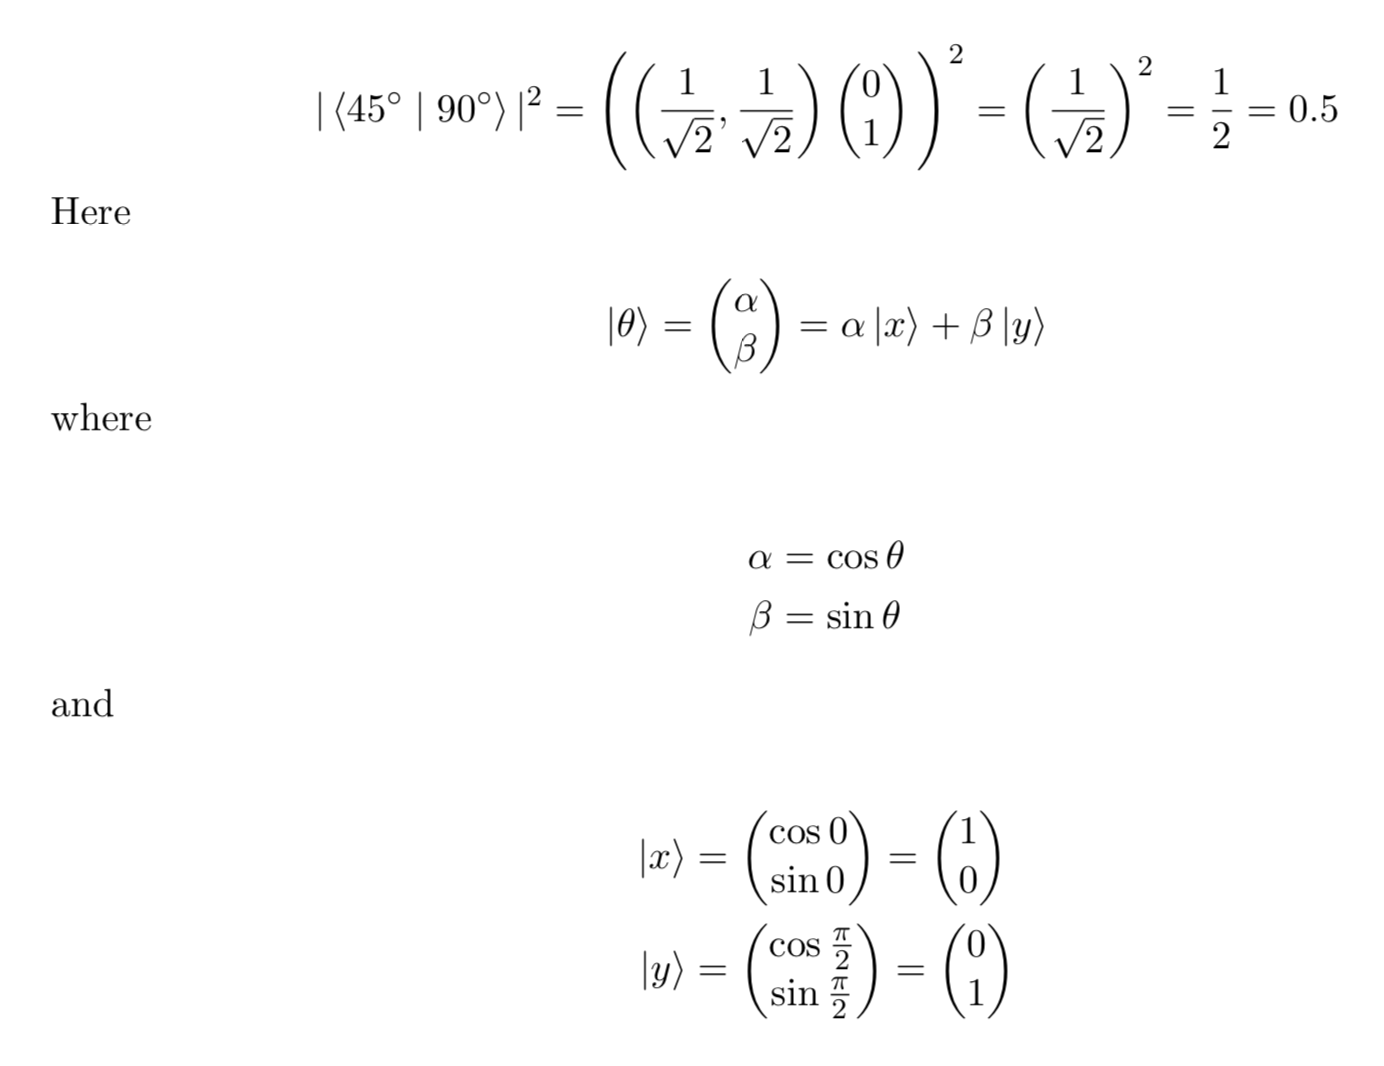 | ⟨45° | 90°⟩ |² = ( ( 1/√2, 1/√2 ) (0 1) )² = ( 1/√2 )² = 1/2 = 0.5
Here
|θ⟩ = (α β) = α |x⟩ + β |y⟩
where
α = cos θ
β = sin θ
and
|x⟩ = (cos 0 sin 0) = (1 0)
|y⟩ = (cos π/2 sin π/2) = (0 1)